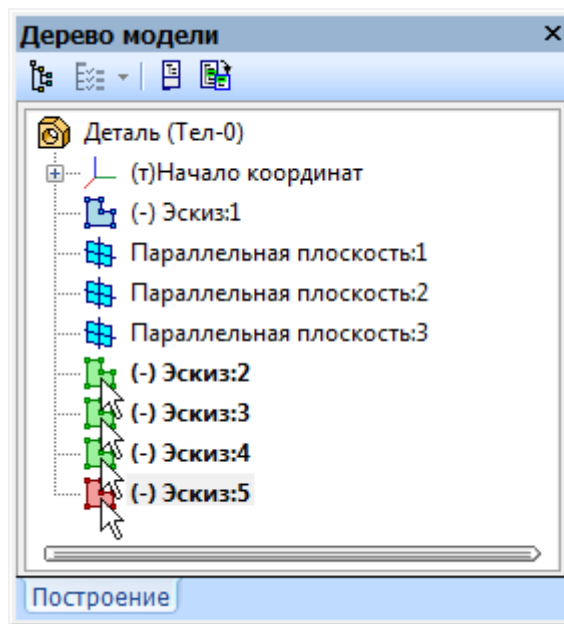 Дерево модели
Деталь (Тел-0)
(т)Начало координат
(-) Эскиз:1
Параллельная плоскость:1
Параллельная плоскость:2
Параллельная плоскость:3
(-) Эскиз:2
(-) Эскиз:3
(-) Эскиз:4
(-) Эскиз:5
Построение